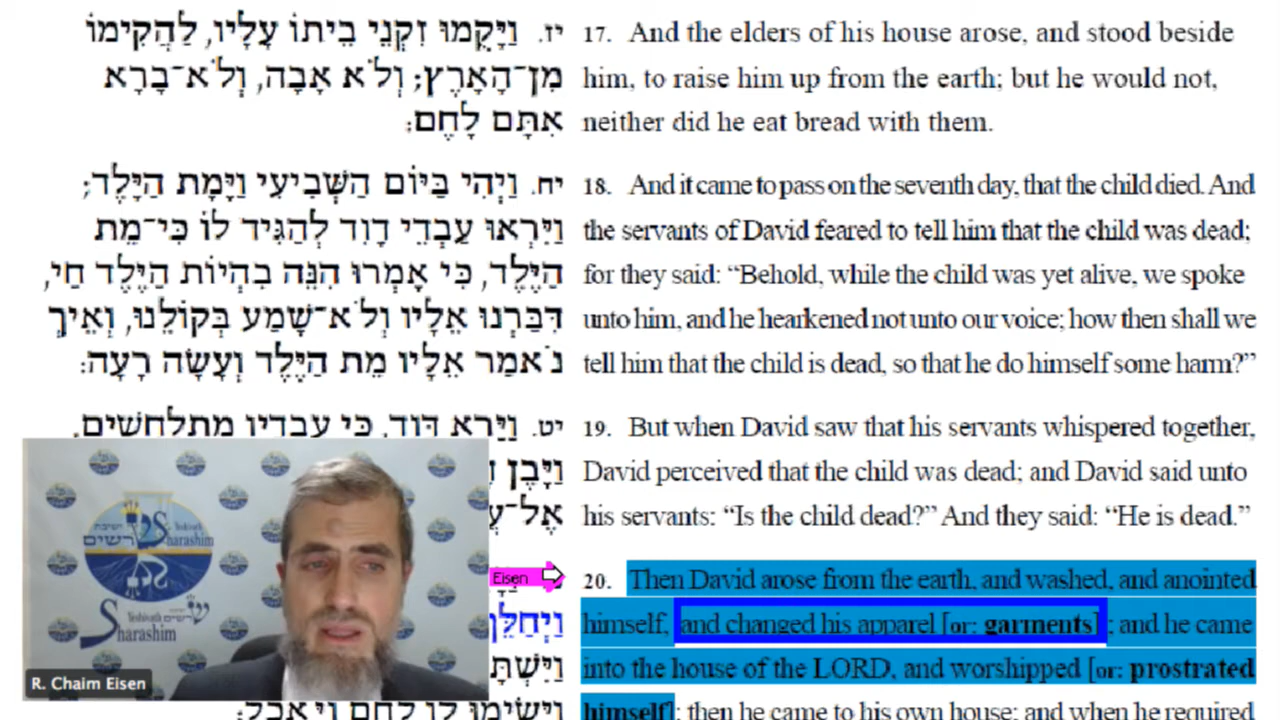 יז. וַיָּקֻמוּ זִקְנֵי בֵיתוֹ עָלָיו, לַהֲקִימוֹ
מִן־הָאָרֶץ; וְלֹא אָבָה, וְלֹא־בָרָא
אִתָּם לָחֶם:
17. And the elders of his house arose, and stood beside
him, to raise him up from the earth; but he would not,
neither did he eat bread with them.
יח. וַיְהִי בַּיּוֹם הַשְּׁבִיעִי וַיָּמָת הַיָּלֶד;
וַיִּרְאוּ עַבְדֵי דָוִד לְהַגִּיד לוֹ כִּי־מֵת
הַיֶּלֶד, כִּי אָמְרוּ הִנֵּה בִהְיוֹת הַיֶּלֶד חַי,
דִּבַּרְנוּ אֵלָיו וְלֹא־שָׁמַע בְּקוֹלֵנוּ, וְאֵיךְ
נֹאמַר אֵלָיו מֵת הַיֶּלֶד וְעָשָׂה רָעָה:
18. And it came to pass on the seventh day, that the child died. And
the servants of David feared to tell him that the child was dead;
for they said: “Behold, while the child was yet alive, we spoke
unto him, and he hearkened not unto our voice; how then shall we
tell him that the child is dead, so that he do himself some harm?”
יט. וַיַּרְא דָּוִד, כִּי עֲבָדָיו מִתְלַחֲשִׁים,
וַיָּבֶן
19. But when David saw that his servants whispered together,
David perceived that the child was dead; and David said unto
his servants: “Is the child dead?” And they said: “He is dead.”
Eisen
20. Then David arose from the earth, and washed, and anointed
himself, and changed his apparel [or: garments]; and he came
into the house of the LORD, and worshipped [or: prostrated
himself]; then he came to his own house; and when he required
וַיָּשִׂימוּ לוֹ לֶחֶם וַיֹּאכַל:
ישיבת
שרשים
Yeshivath
Sharashim
R. Chaim Eisen